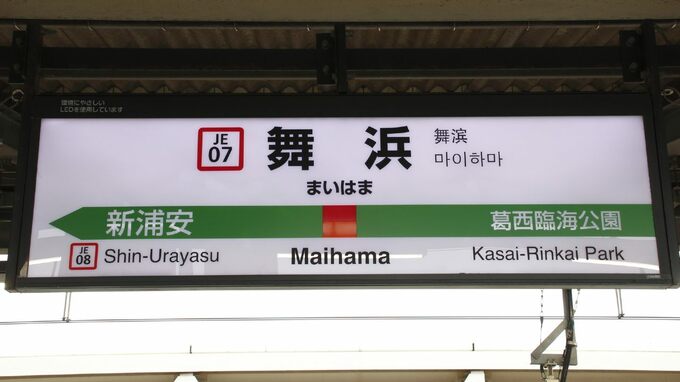 環境にやさしい
LEDを使用しています
JE
07
舞浜
舞滨
마이하마
まいはま
新浦安
葛西臨海公園
JE
08
Shin-Urayasu
Maihama
Kasai-Rinkai Park